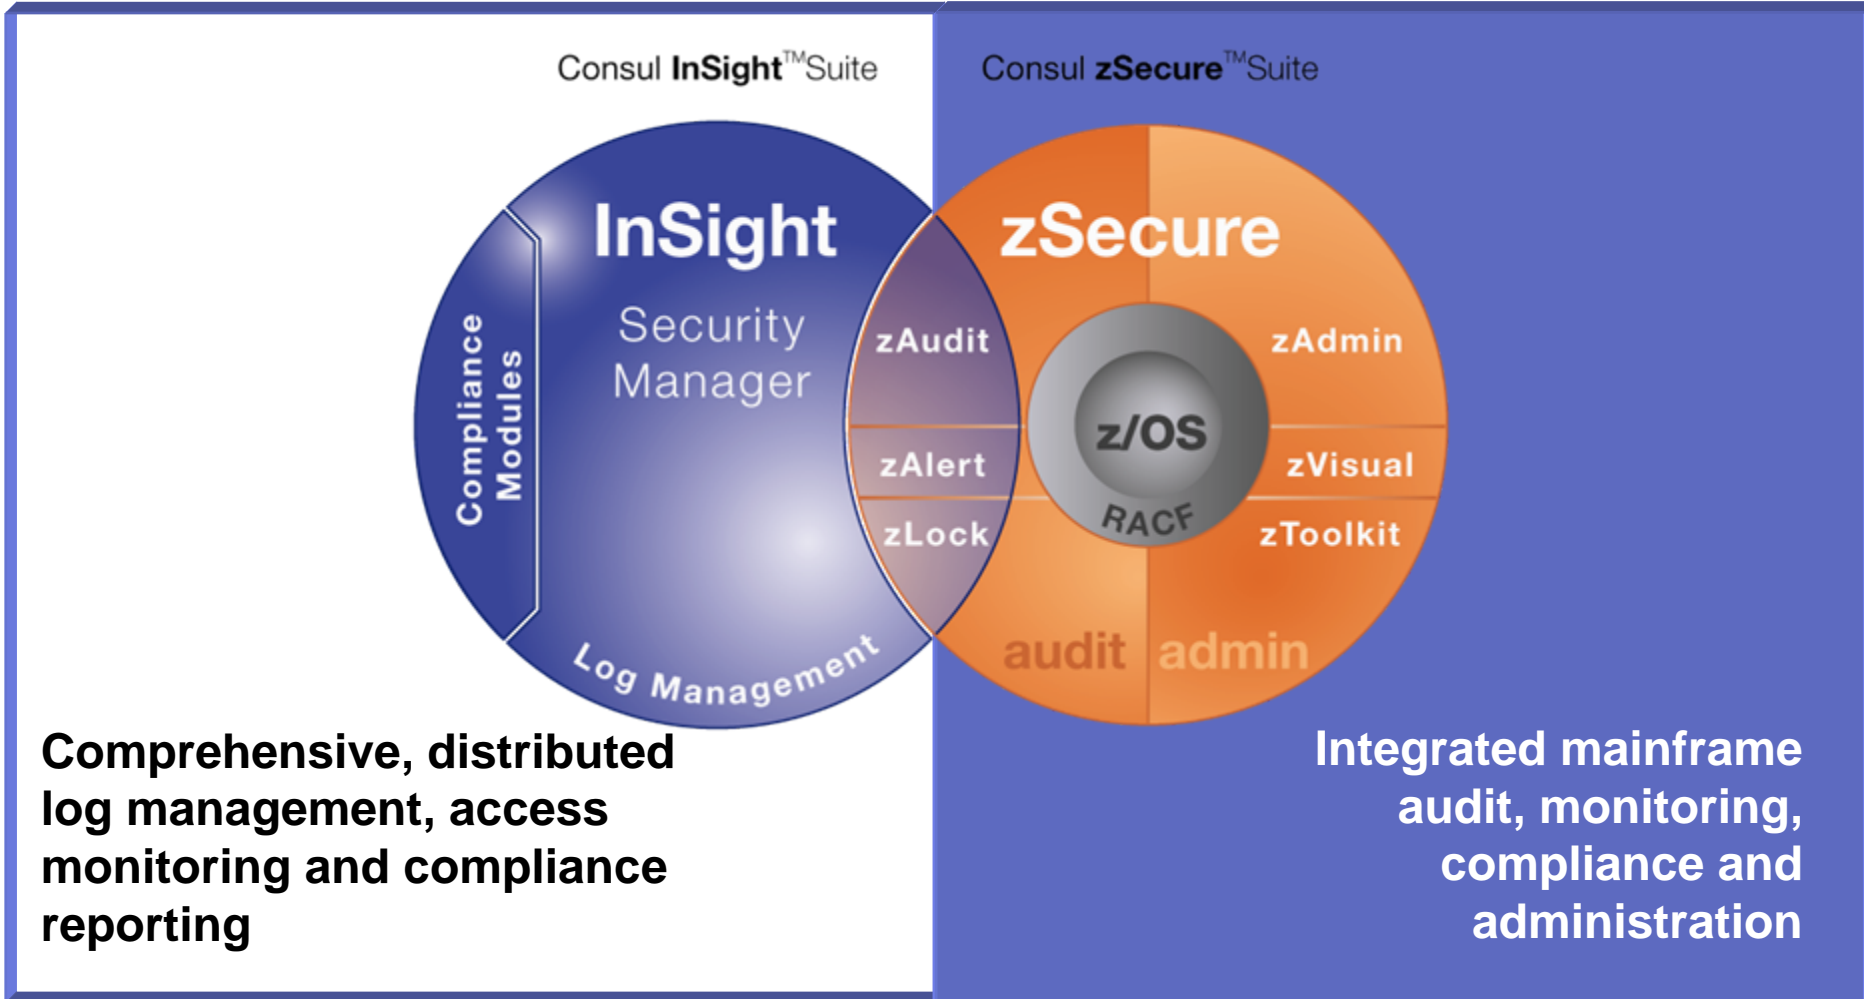 Consul InSight™Suite
Consul zSecure™Suite
InSight
Security
Manager
Compliance
Modules
Log Management
zAudit
zAlert
zLock
zSecure
z/OS
RACF
zAdmin
zVisual
zToolkit
audit
admin
Comprehensive, distributed
log management, access
monitoring and compliance
reporting
Integrated mainframe
audit, monitoring,
compliance and
administration